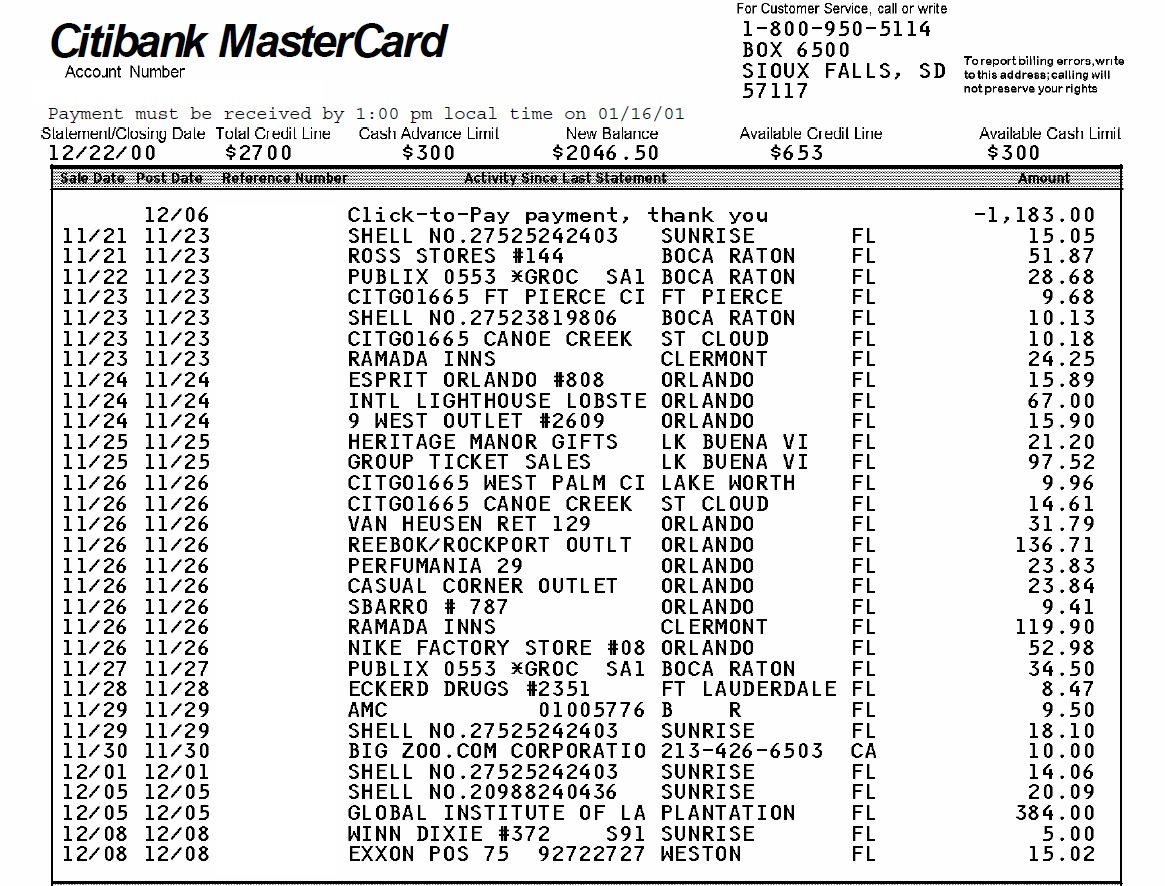 Citibank MasterCard
Account Number
For Customer Service, call or write
1-800-950-5114
BOX 6500
SIOUX FALLS, SD
57117
To report billing errors, write
to this address; calling will
not preserve your rights
Payment must be received by 1:00 pm local time on 01/16/01
Statement/Closing Date Total Credit Line Cash Advance Limit New Balance Available Credit Line Available Cash Limit
12/22/00 $2700 $300 $2046.50 $653 $300
Sale Date Post Date Reference Number Activity Since Last Statement Amount
12/06 Click-to-Pay payment, thank you -1,183.00
11/21 11/23 SHELL NO.27525242403 SUNRISE FL 15.05
11/21 11/23 ROSS STORES #144 BOCA RATON FL 51.87
11/22 11/23 PUBLIX 0553 *GROC SA1 BOCA RATON FL 28.68
11/23 11/23 CITGO1665 FT PIERCE CI FT PIERCE FL 9.68
11/23 11/23 SHELL NO.27523819806 BOCA RATON FL 10.13
11/23 11/23 CITGO1665 CANOE CREEK ST CLOUD FL 10.18
11/23 11/23 RAMADA INNS CLERMONT FL 24.25
11/24 11/24 ESPRIT ORLANDO #808 ORLANDO FL 15.89
11/24 11/24 INTL LIGHTHOUSE LOBSTE ORLANDO FL 67.00
11/24 11/24 9 WEST OUTLET #2609 ORLANDO FL 15.90
11/25 11/25 HERITAGE MANOR GIFTS LK BUENA VI FL 21.20
11/25 11/25 GROUP TICKET SALES LK BUENA VI FL 97.52
11/26 11/26 CITGO1665 WEST PALM CI LAKE WORTH FL 9.96
11/26 11/26 CITGO1665 CANOE CREEK ST CLOUD FL 14.61
11/26 11/26 VAN HEUSEN RET 129 ORLANDO FL 31.79
11/26 11/26 REEBOK/ROCKPORT OUTLT ORLANDO FL 136.71
11/26 11/26 PERFUMANIA 29 ORLANDO FL 23.83
11/26 11/26 CASUAL CORNER OUTLET ORLANDO FL 23.84
11/26 11/26 SBARRO # 787 ORLANDO FL 9.41
11/26 11/26 RAMADA INNS CLERMONT FL 119.90
11/26 11/26 NIKE FACTORY STORE #08 ORLANDO FL 52.98
11/27 11/27 PUBLIX 0553 *GROC SA1 BOCA RATON FL 34.50
11/28 11/28 ECKERD DRUGS #2351 FT LAUDERDALE FL 8.47
11/29 11/29 AMC 01005776 B R FL 9.50
11/29 11/29 SHELL NO.27525242403 SUNRISE FL 18.10
11/30 11/30 BIG ZOO.COM CORPORATIO 213-426-6503 CA 10.00
12/01 12/01 SHELL NO.27525242403 SUNRISE FL 14.06
12/05 12/05 SHELL NO.20988240436 SUNRISE FL 20.09
12/05 12/05 GLOBAL INSTITUTE OF LA PLANTATION FL 384.00
12/08 12/08 WINN DIXIE #372 S91 SUNRISE FL 5.00
12/08 12/08 EXXON POS 75 92722727 WESTON FL 15.02